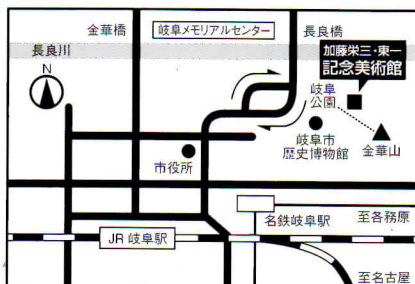 金華橋
岐阜メモリアルセンター
長良橋
長良川
加藤栄三・東一
記念美術館
N
岐阜
公園
岐阜市
歴史博物館
金華山
市役所
名鉄岐阜駅
至各務原
JR 岐阜駅
至名古屋